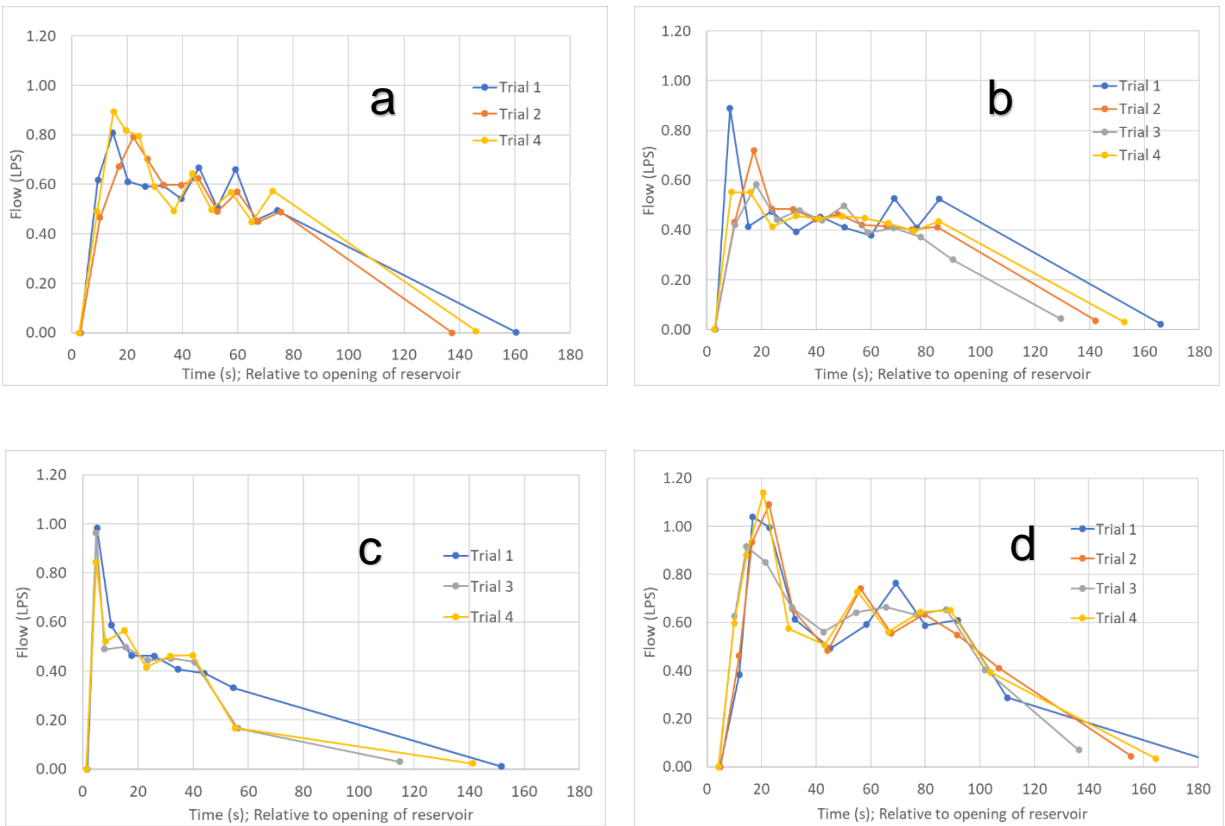 1.20
1.00
0.80
0.60
0.40
0.20
0.00
Flow (LPS)
0 20 40 60 80 100 120 140 160 180
Time (s); Relative to opening of reservoir
a
Trial 1
Trial 2
Trial 4
1.20
1.00
0.80
0.60
0.40
0.20
0.00
Flow (LPS)
0 20 40 60 80 100 120 140 160 180
Time (s); Relative to opening of reservoir
b
Trial 1
Trial 2
Trial 3
Trial 4
1.20
1.00
0.80
0.60
0.40
0.20
0.00
Flow (LPS)
0 20 40 60 80 100 120 140 160 180
Time (s); Relative to opening of reservoir
c
Trial 1
Trial 3
Trial 4
1.20
1.00
0.80
0.60
0.40
0.20
0.00
Flow (LPS)
0 20 40 60 80 100 120 140 160 180
Time (s); Relative to opening of reservoir
d
Trial 1
Trial 2
Trial 3
Trial 4